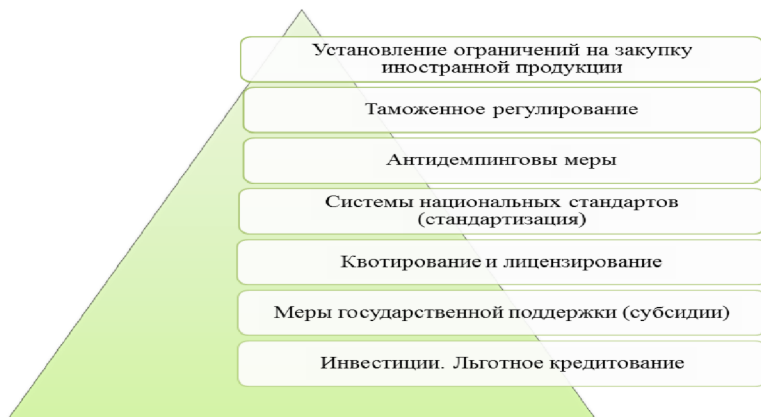 Установление ограничений на закупку
иностранной продукции
Таможенное регулирование
Антидемпинговы меры
Системы национальных стандартов
(стандартизация)
Квотирование и лицензирование
Меры государственной поддержки (субсидии)
Инвестиции. Льготное кредитование